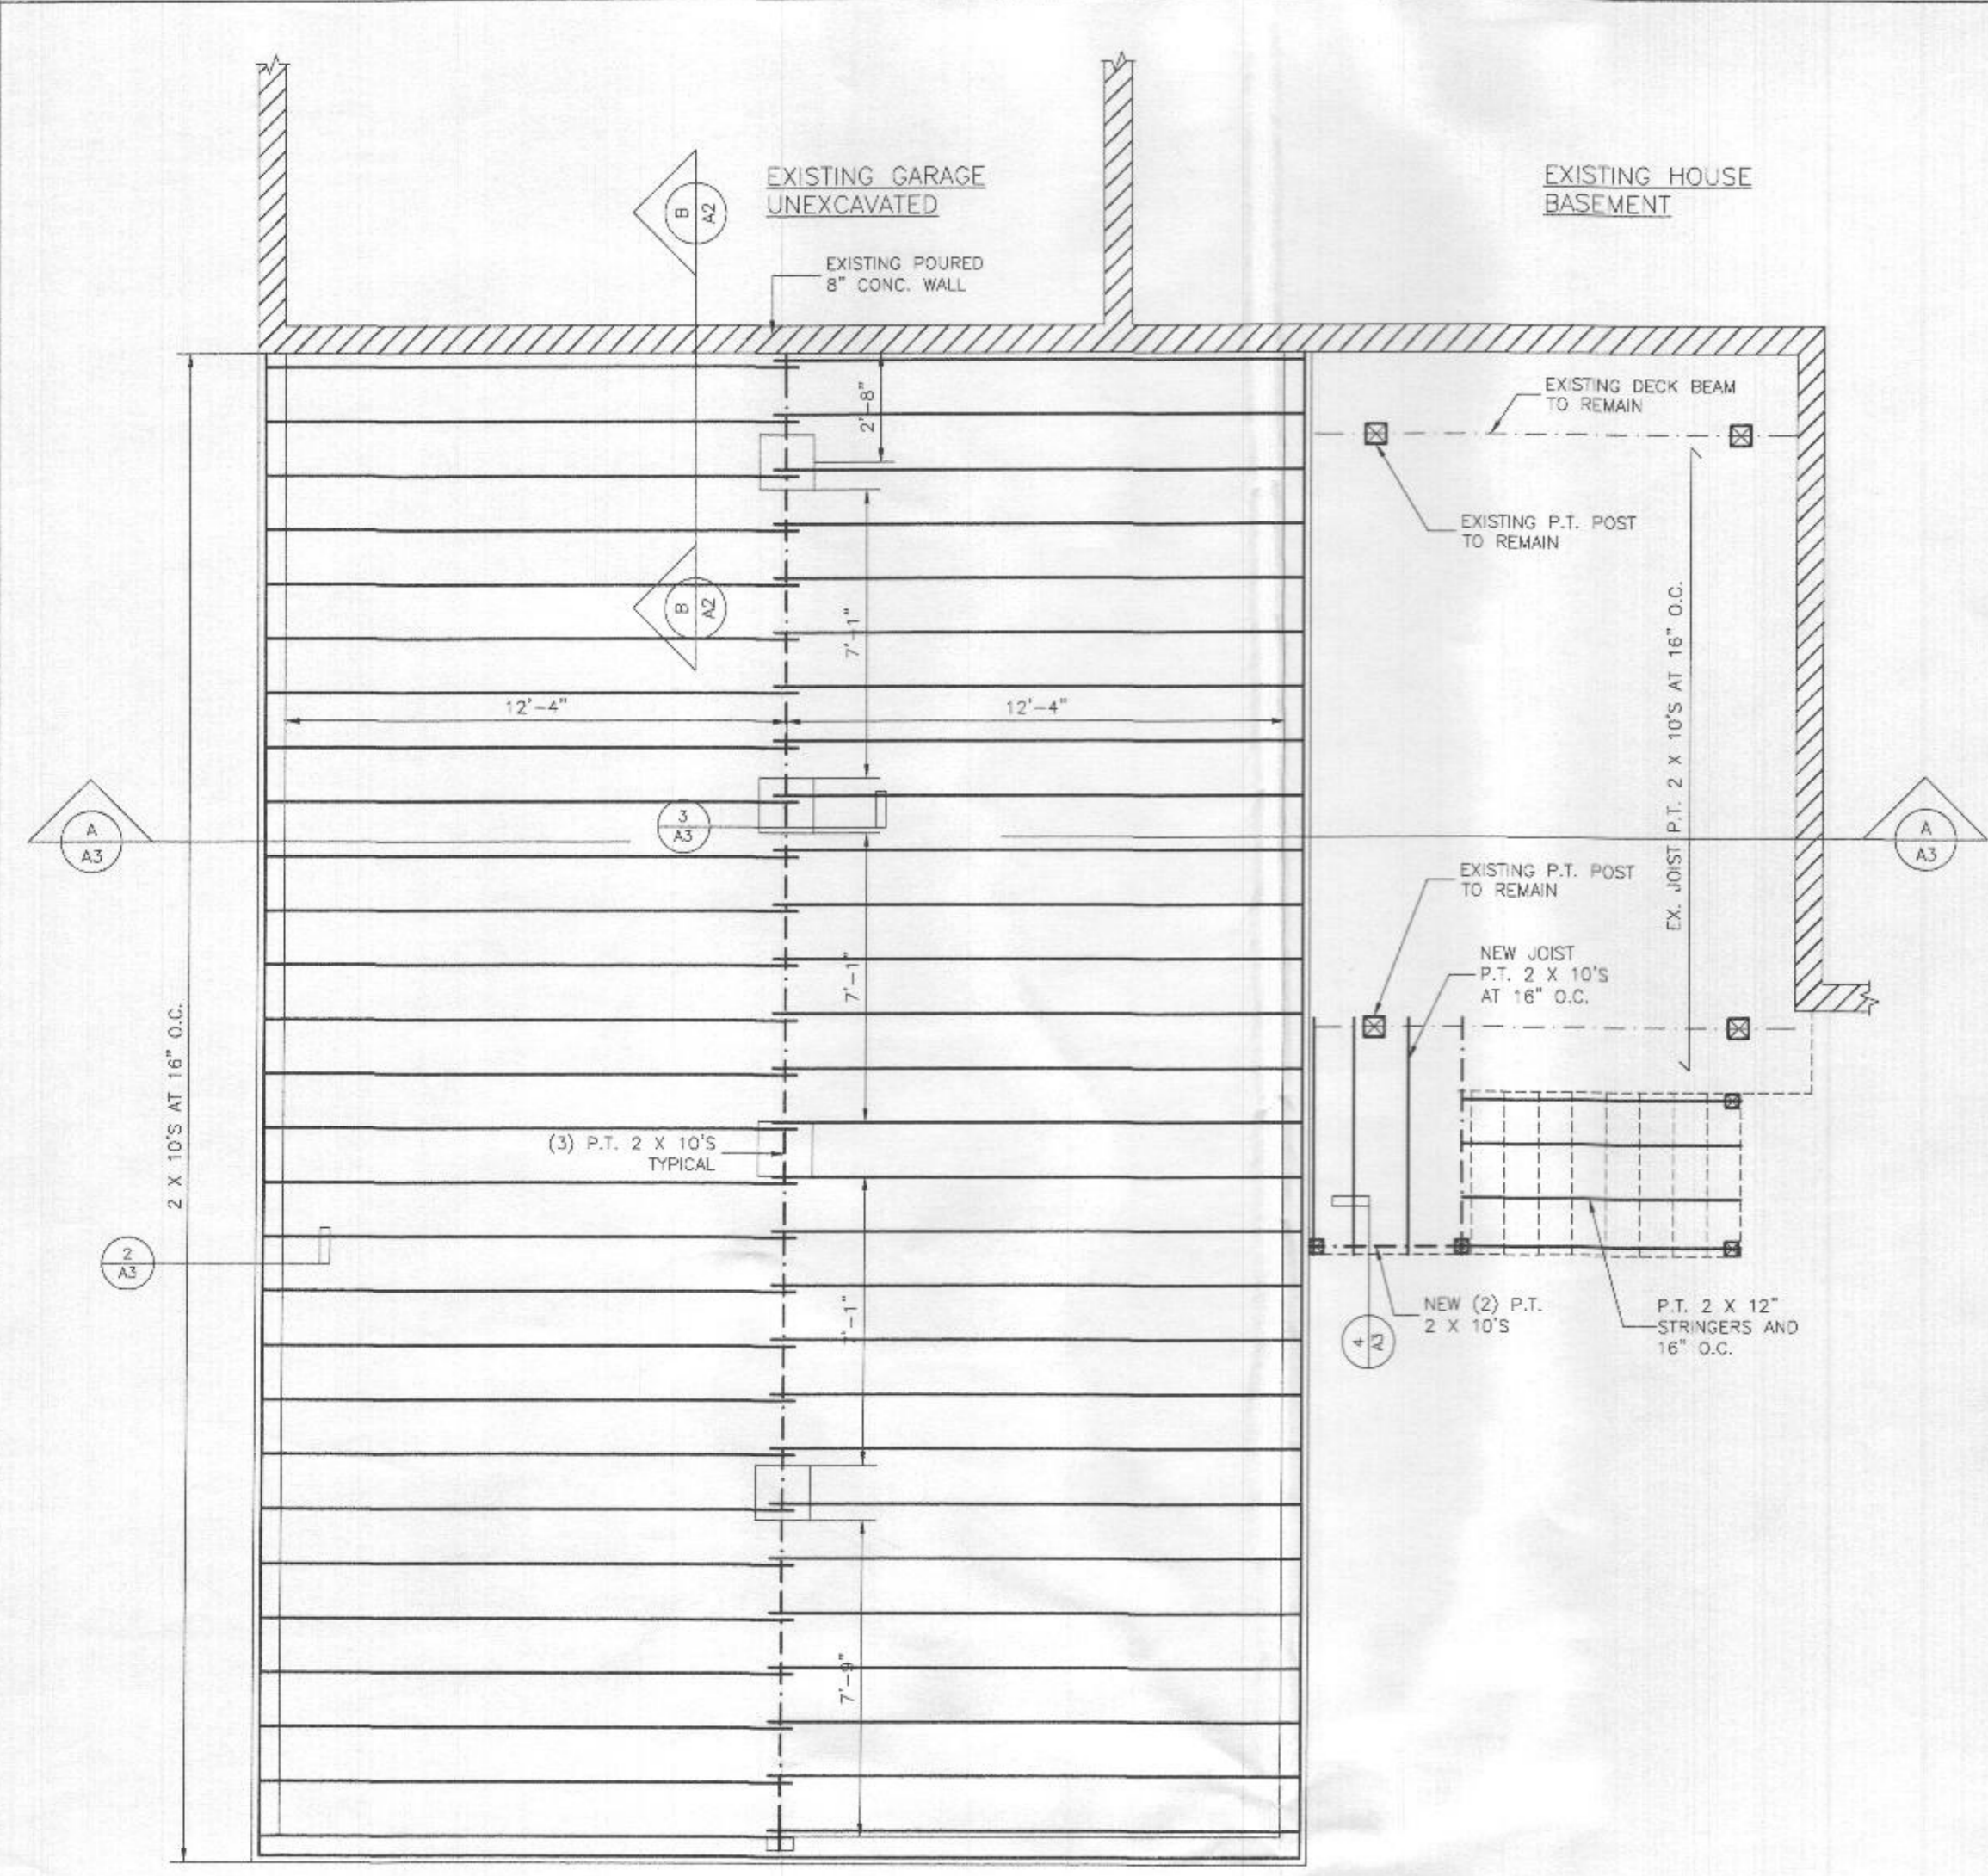 EXISTING GARAGE
UNEXCAVATED
EXISTING HOUSE
BASEMENT
B
A2
EXISTING POURED
8" CONC. WALL
EXISTING DECK BEAM
TO REMAIN
2'-8"
EXISTING P.T. POST
TO REMAIN
B
A2
7'-1"
EX. JOIST P.T. 2 X 10'S AT 16" O.C.
12'-4"
12'-4"
A
A3
3
A3
A
A3
EXISTING P.T. POST
TO REMAIN
NEW JOIST
P.T. 2 X 10'S
AT 16" O.C.
7'-1"
2 X 10'S AT 16" O.C.
(3) P.T. 2 X 10'S
TYPICAL
2
A3
7'-1"
4
A3
NEW (2) P.T.
2 X 10'S
P.T. 2 X 12"
STRINGERS AND
16" O.C.
7'-9"